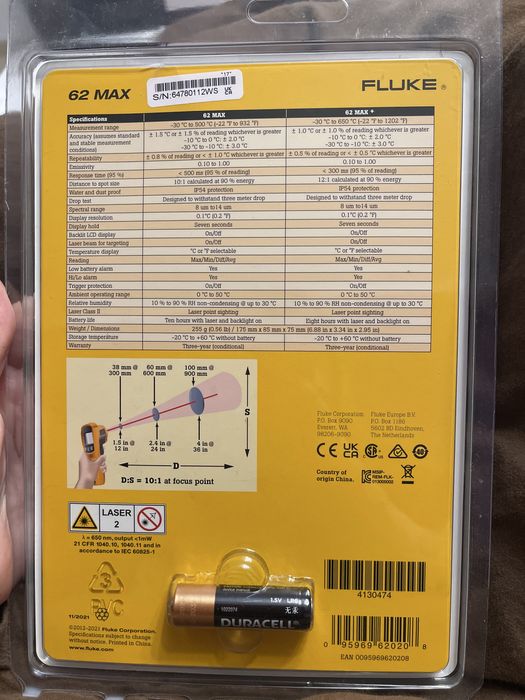 62 MAX
"17"
S/N:64780112WS
FLUKE®
Specifications 62 MAX 62 MAX +
Measurement range -30 °C to 500 °C (-22 °F to 932 °F) -30 °C to 650 °C (-22 °F to 1202 °F)
Accuracy (assumes standard and stable measurement conditions) ± 1.5 °C or ± 1.5 % of reading whichever is greater ± 1.0 °C or ± 1.0 % of reading whichever is greater
-10 °C to 0 °C: ± 2.0 °C -10 °C to 0 °C: ± 2.0 °C
-30 °C to -10 °C: ± 3.0 °C -30 °C to -10 °C: ± 3.0 °C
Repeatability ± 0.8 % of reading or < ± 1.0 °C whichever is greater ± 0.5 % of reading or < ± 0.5 °C whichever is greater
Emissivity 0.10 to 1.00 0.10 to 1.00
Response time (95 %) < 500 ms (95 % of reading) < 300 ms (95 % of reading)
Distance to spot size 10:1 calculated at 90 % energy 12:1 calculated at 90 % energy
Water and dust proof IP54 protection IP54 protection
Drop test Designed to withstand three meter drop Designed to withstand three meter drop
Spectral range 8 um to14 um 8 um to14 um
Display resolution 0.1°C (0.2 °F) 0.1°C (0.2 °F)
Display hold Seven seconds Seven seconds
Backlit LCD display On/Off On/Off
Laser beam for targeting On/Off On/Off
Temperature display °C or °F selectable °C or °F selectable
Reading Max/Min/Diff/Avg Max/Min/Diff/Avg
Low battery alarm Yes Yes
Hi/Lo alarm Yes Yes
Trigger protection On/Off On/Off
Ambient operating range 0 °C to 50 °C 0 °C to 50 °C
Relative humidity 10 % to 90 % RH non-condensing @ up to 30 °C 10 % to 90 % RH non-condensing @ up to 30 °C
Laser Class II Laser point sighting Laser point sighting
Battery life Ten hours with laser and backlight on Eight hours with laser and backlight on
Weight / Dimensions 255 g (0.56 lb) / 175 mm x 85 mm x 75 mm (6.88 in x 3.34 in x 2.95 in)
Storage temperature -20 °C to +60 °C without battery -20 °C to +60 °C without battery
Warranty Three-year (conditional) Three-year (conditional)
38 mm @ 60 mm @ 100 mm @
300 mm 600 mm 900 mm
S
1.5 in @ 2.4 in @ 4 in @
12 in 24 in 36 in
D
D:S = 10:1 at focus point
Fluke Corporation
P.O. Box 9090
Everett, WA
98206-9090
Fluke Europe B.V.
P.O. Box 1186
5602 BD Eindhoven,
The Netherlands
CE UK CA
Country of
origin China.
MSIP-
REM-FLK-
LASER
2
λ = 650 nm, output <1mW
21 CFR 1040.10, 1040.11 and in
accordance to IEC 60825-1
3
PVC
11/2021
©2012-2021 Fluke Corporation.
Specifications subject to change
without notice. Printed in China.
www.fluke.com
1.5V LR6
无汞
DURACELL
4130474
0 95969 62020 8
EAN 0095969620208